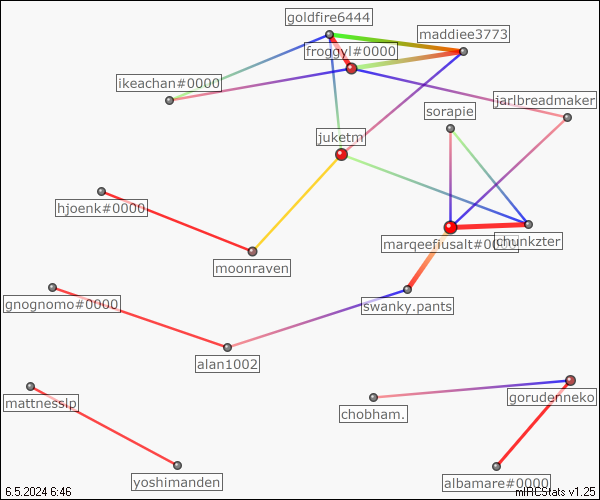 goldfire6444
maddiee3773
froggyl#0000
ikeachan#0000
jarlbreadmaker
sorapie
juketm
hjoenk#0000
chunkzter
marqeefiusalt#0000
moonraven
gnognomo#0000
swanky.pants
alan1002
gorudenneko
mattnesslp
chobham.
yoshimanden
albamare#0000
6.5.2024 6:46
mIRCStats v1.25